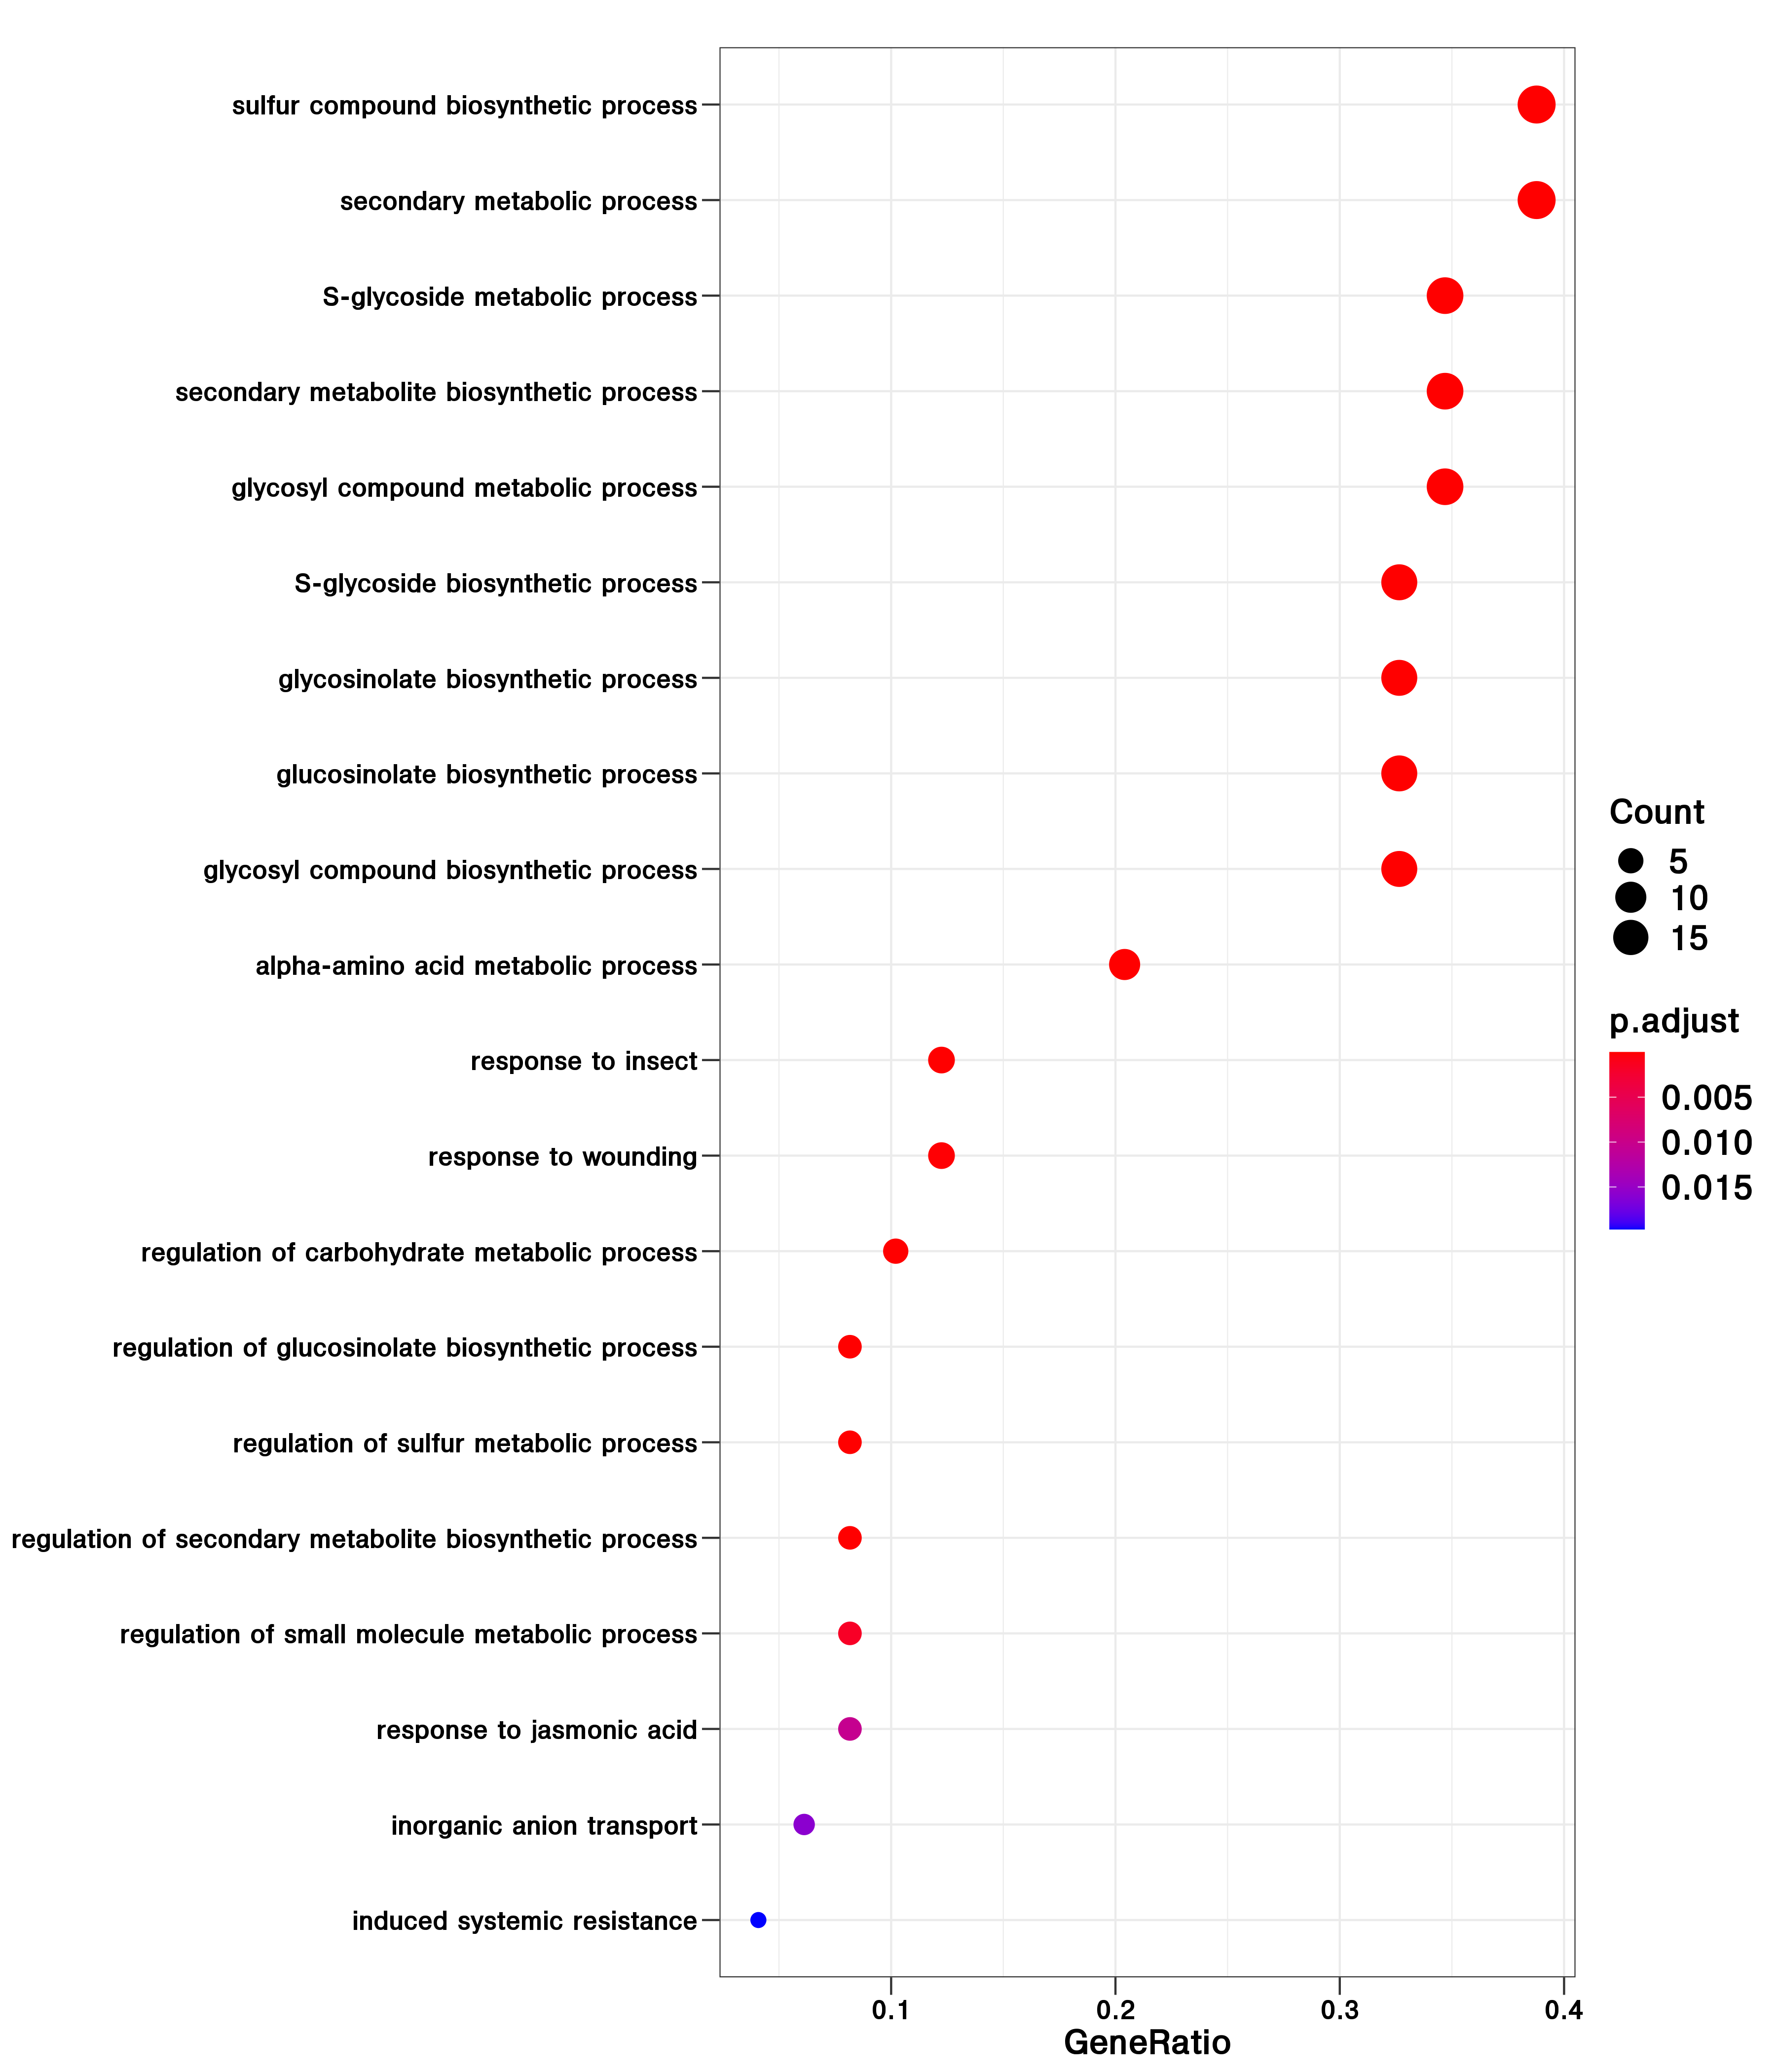 sulfur compound biosynthetic process
secondary metabolic process
S-glycoside metabolic process
secondary metabolite biosynthetic process
glycosyl compound metabolic process
S-glycoside biosynthetic process
glycosinolate biosynthetic process
glucosinolate biosynthetic process
glycosyl compound biosynthetic process
alpha-amino acid metabolic process
response to insect
response to wounding
regulation of carbohydrate metabolic process
regulation of glucosinolate biosynthetic process
regulation of sulfur metabolic process
regulation of secondary metabolite biosynthetic process
regulation of small molecule metabolic process
response to jasmonic acid
inorganic anion transport
induced systemic resistance
0.1 0.2 0.3 0.4
GeneRatio
Count
5
10
15
p.adjust
0.005
0.010
0.015